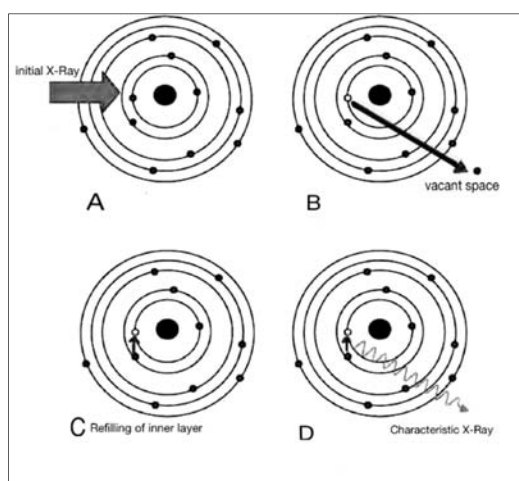 initial X-Ray
A
B
vacant space
C Refilling of inner layer
D Characteristic X-Ray